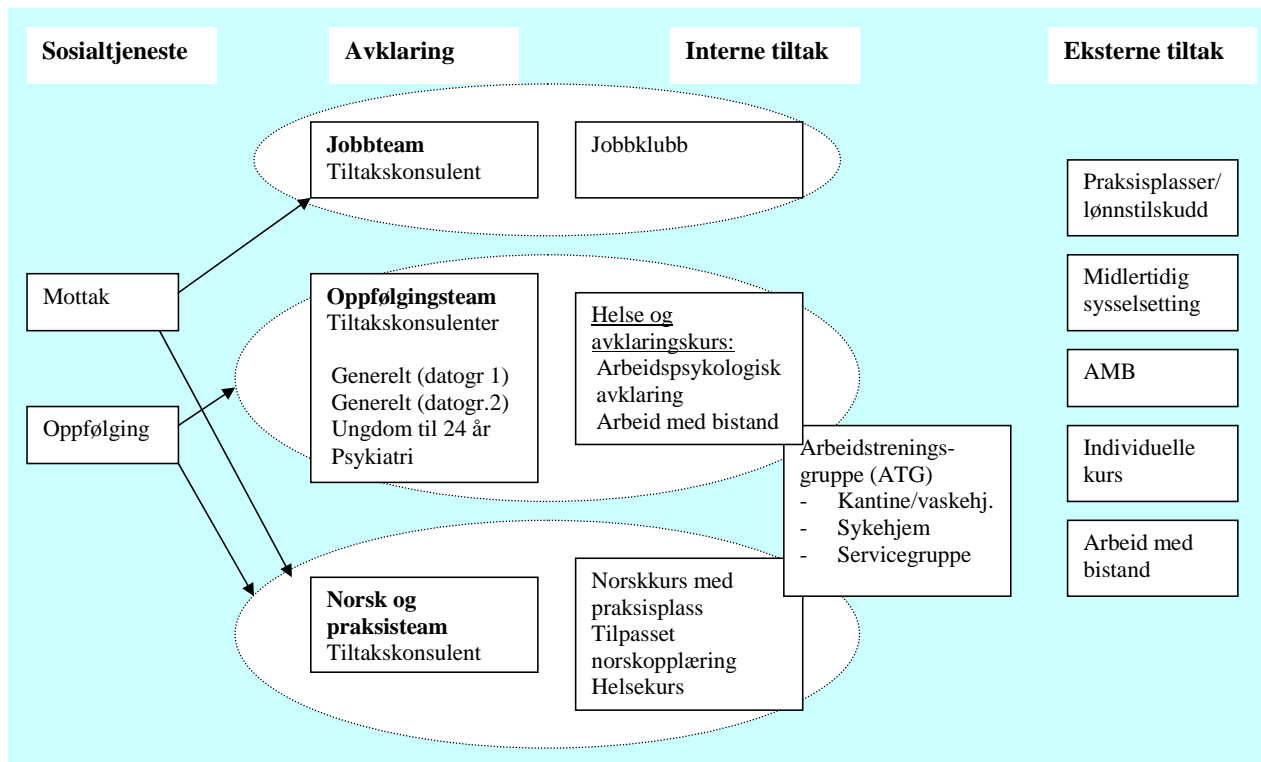 Sosialtjeneste
Avklaring
Interne tiltak
Eksterne tiltak
Mottak
Oppfølging
Jobbteam
Tiltakskonsulent
Oppfølgingsteam
Tiltakskonsulenter
Generelt (datogr 1)
Generelt (datogr.2)
Ungdom til 24 år
Psykiatri
Norsk og
praksisteam
Tiltakskonsulent
Jobbklubb
Helse og
avklaringskurs:
Arbeidspsykologisk
avklaring
Arbeid med bistand
Arbeidstrenings-
gruppe (ATG)
- Kantine/vaskehj.
- Sykehjem
- Servicegruppe
Norskkurs med
praksisplass
Tilpasset
norskopplæring
Helsekurs
Praksisplasser/
lønnstilskudd
Midlertidig
sysselsetting
AMB
Individuelle
kurs
Arbeid med
bistand